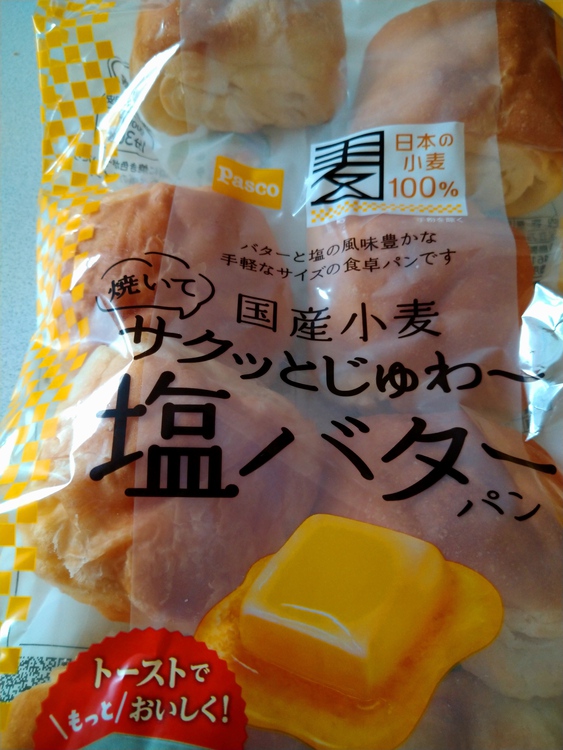 Pasco
麦
日本の
小麦
100%
バターと塩の風味豊かな
手軽なサイズの食卓パンです
焼いて
国産小麦
サクッとじゅわ〜
塩バター
パン
トーストで
もっと
おいしく!